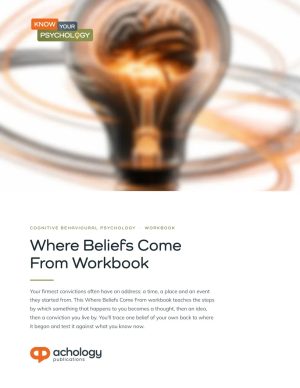 KNOW YOUR
PSYCHOLOGY
COGNITIVE BEHAVIOURAL PSYCHOLOGY · WORKBOOK
Where Beliefs Come
From Workbook
Your firmest convictions often have an address: a time, a place and an event
they started from. This Where Beliefs Come From workbook teaches the steps
by which something that happens to you becomes a thought, then an idea,
then a conviction you live by. You'll trace one belief of your own back to where
it began and test it against what you know now.
achology
publications